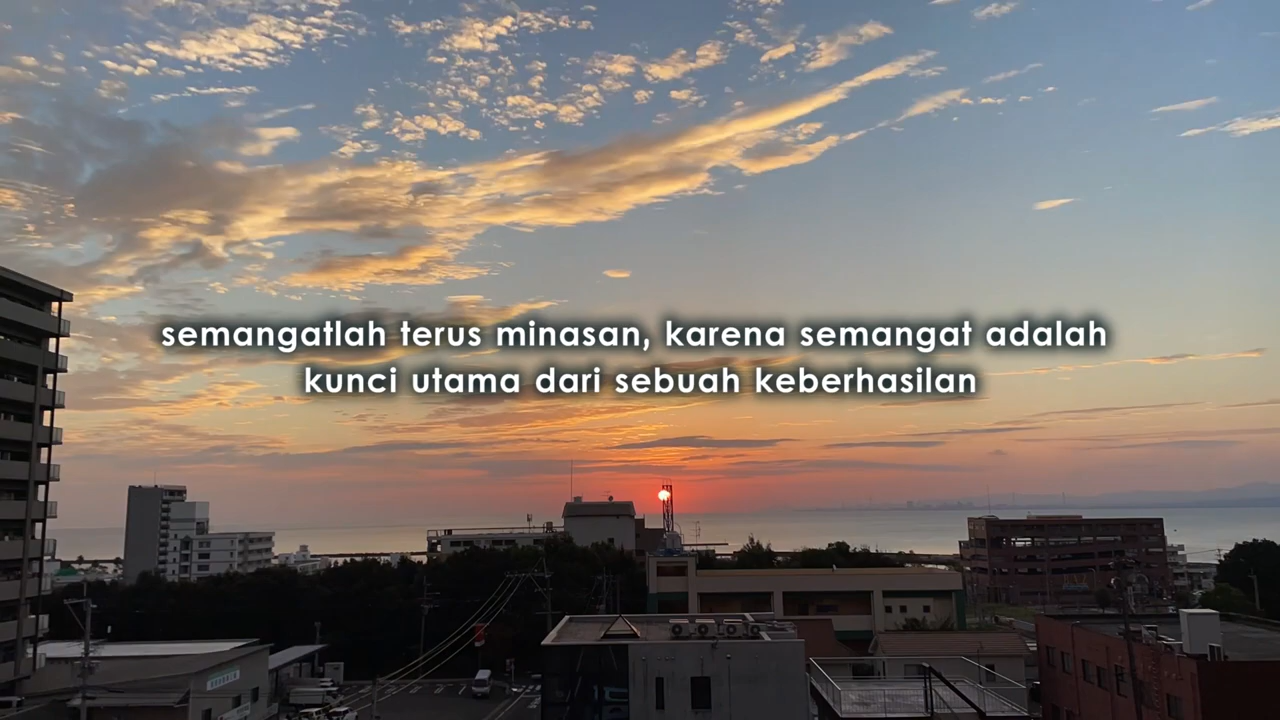 semangatlah terus minasan, karena semangat adalah
kunci utama dari sebuah keberhasilan